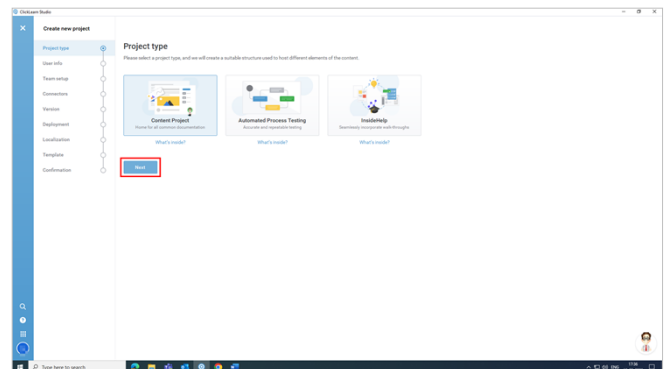 ClickLearn Studio
Create new project
Project type
User info
Team setup
Connectors
Version
Deployment
Localization
Template
Confirmation
Project type
Please select a project type, and we will create a suitable structure used to host different elements of the content.
Content Project
Home for all common documentation
What's inside?
Automated Process Testing
Accurate and repeatable testing
What's inside?
InsideHelp
Seamlessly incorporate walk-throughs
What's inside?
Next
Type here to search
ENG